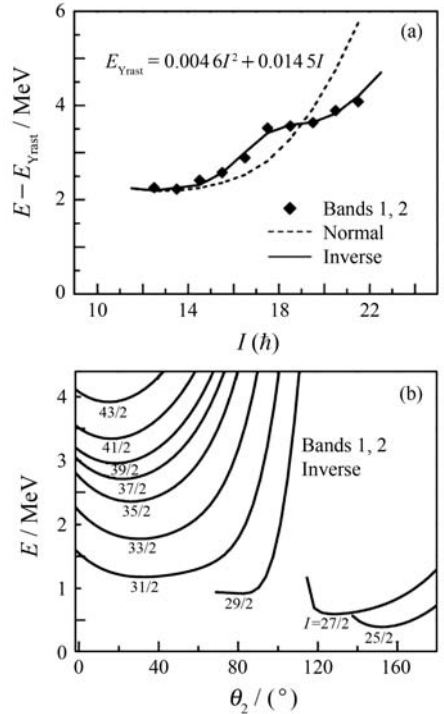 6
(a)
E_Yrast = 0.0046I² + 0.0145I
4
2
0
E − E_Yrast / MeV
Bands 1, 2
Normal
Inverse
10 14 18 22
I (ħ)
4
3
2
1
0
E / MeV
(b)
43/2
41/2
39/2
37/2
35/2
33/2
31/2
29/2
Bands 1, 2
Inverse
I=27/2
25/2
0 40 80 120 160
θ₂ / (°)